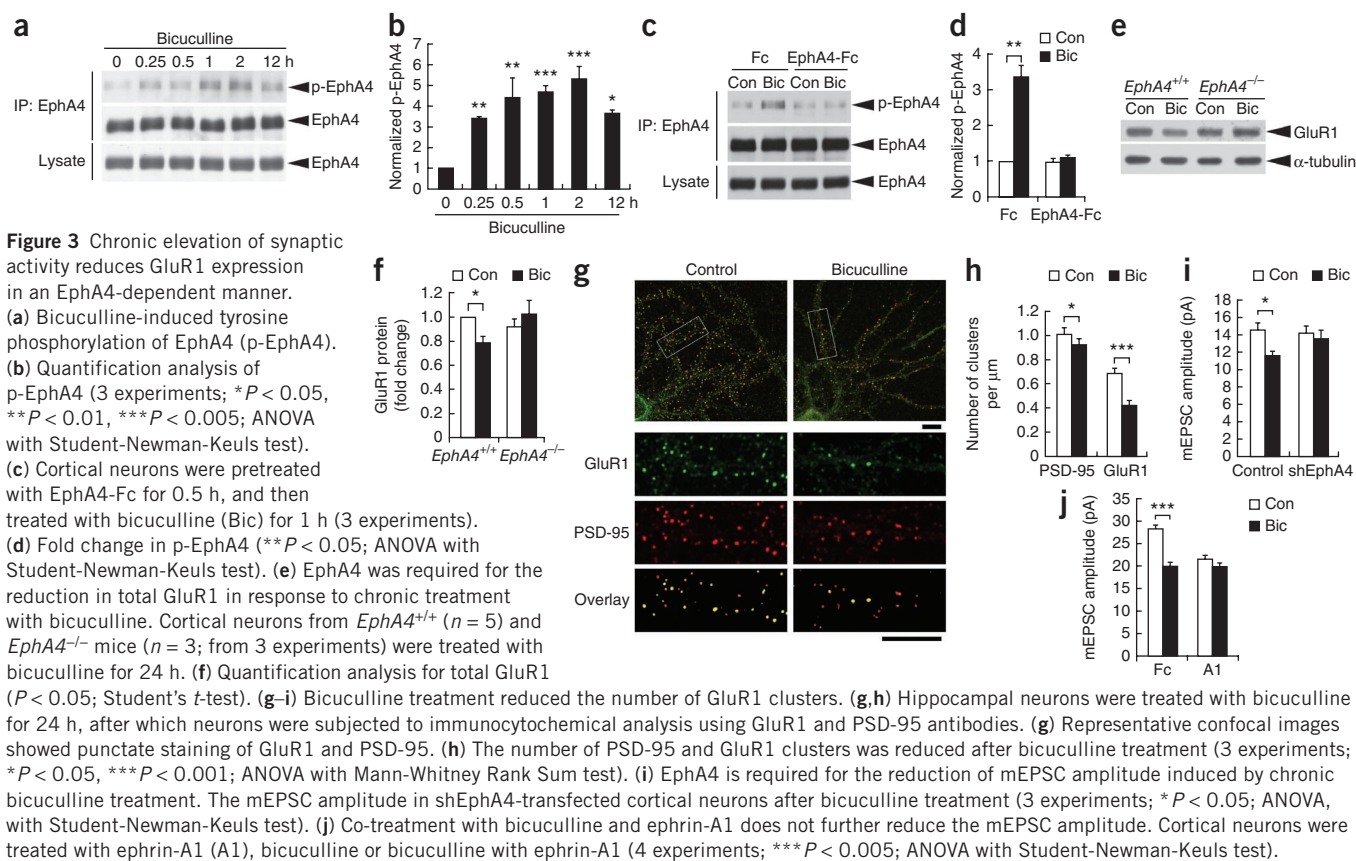 a
Bicuculline
0 0.25 0.5 1 2 12 h
IP: EphA4
p-EphA4
EphA4
Lysate
EphA4
b
Normalized p-EphA4
7
6
5
4
3
2
1
0
** ** *** *** *
0 0.25 0.5 1 2 12 h
Bicuculline
c
Fc EphA4-Fc
Con Bic Con Bic
IP: EphA4
p-EphA4
EphA4
Lysate
EphA4
d
Con
Bic
Normalized p-EphA4
4
3
2
1
0
**
Fc EphA4-Fc
e
EphA4+/+ EphA4−/−
Con Bic Con Bic
GluR1
α-tubulin
Figure 3 Chronic elevation of synaptic
activity reduces GluR1 expression
in an EphA4-dependent manner.
(a) Bicuculline-induced tyrosine
phosphorylation of EphA4 (p-EphA4).
(b) Quantification analysis of
p-EphA4 (3 experiments; *P < 0.05,
**P < 0.01, ***P < 0.005; ANOVA
with Student-Newman-Keuls test).
(c) Cortical neurons were pretreated
with EphA4-Fc for 0.5 h, and then
treated with bicuculline (Bic) for 1 h (3 experiments).
(d) Fold change in p-EphA4 (**P < 0.05; ANOVA with
Student-Newman-Keuls test). (e) EphA4 was required for the
reduction in total GluR1 in response to chronic treatment
with bicuculline. Cortical neurons from EphA4+/+ (n = 5) and
EphA4−/− mice (n = 3; from 3 experiments) were treated with
bicuculline for 24 h. (f) Quantification analysis for total GluR1
(P < 0.05; Student's t-test). (g–i) Bicuculline treatment reduced the number of GluR1 clusters. (g,h) Hippocampal neurons were treated with bicuculline
for 24 h, after which neurons were subjected to immunocytochemical analysis using GluR1 and PSD-95 antibodies. (g) Representative confocal images
showed punctate staining of GluR1 and PSD-95. (h) The number of PSD-95 and GluR1 clusters was reduced after bicuculline treatment (3 experiments;
*P < 0.05, ***P < 0.001; ANOVA with Mann-Whitney Rank Sum test). (i) EphA4 is required for the reduction of mEPSC amplitude induced by chronic
bicuculline treatment. The mEPSC amplitude in shEphA4-transfected cortical neurons after bicuculline treatment (3 experiments; *P < 0.05; ANOVA,
with Student-Newman-Keuls test). (j) Co-treatment with bicuculline and ephrin-A1 does not further reduce the mEPSC amplitude. Cortical neurons were
treated with ephrin-A1 (A1), bicuculline or bicuculline with ephrin-A1 (4 experiments; ***P < 0.005; ANOVA with Student-Newman-Keuls test).
f
Con Bic
GluR1 protein
(fold change)
1.2
1.0
0.8
0.6
0.4
0.2
0
*
EphA4+/+ EphA4−/−
g
Control Bicuculline
GluR1
PSD-95
Overlay
h
Con Bic
Number of clusters
per μm
1.2
1.0
0.8
0.6
0.4
0.2
0
* ***
PSD-95 GluR1
i
Con Bic
mEPSC amplitude (pA)
18
16
14
12
10
8
6
4
2
0
*
Control shEphA4
j
Con
Bic
mEPSC amplitude (pA)
35
30
25
20
15
10
5
0
***
Fc A1